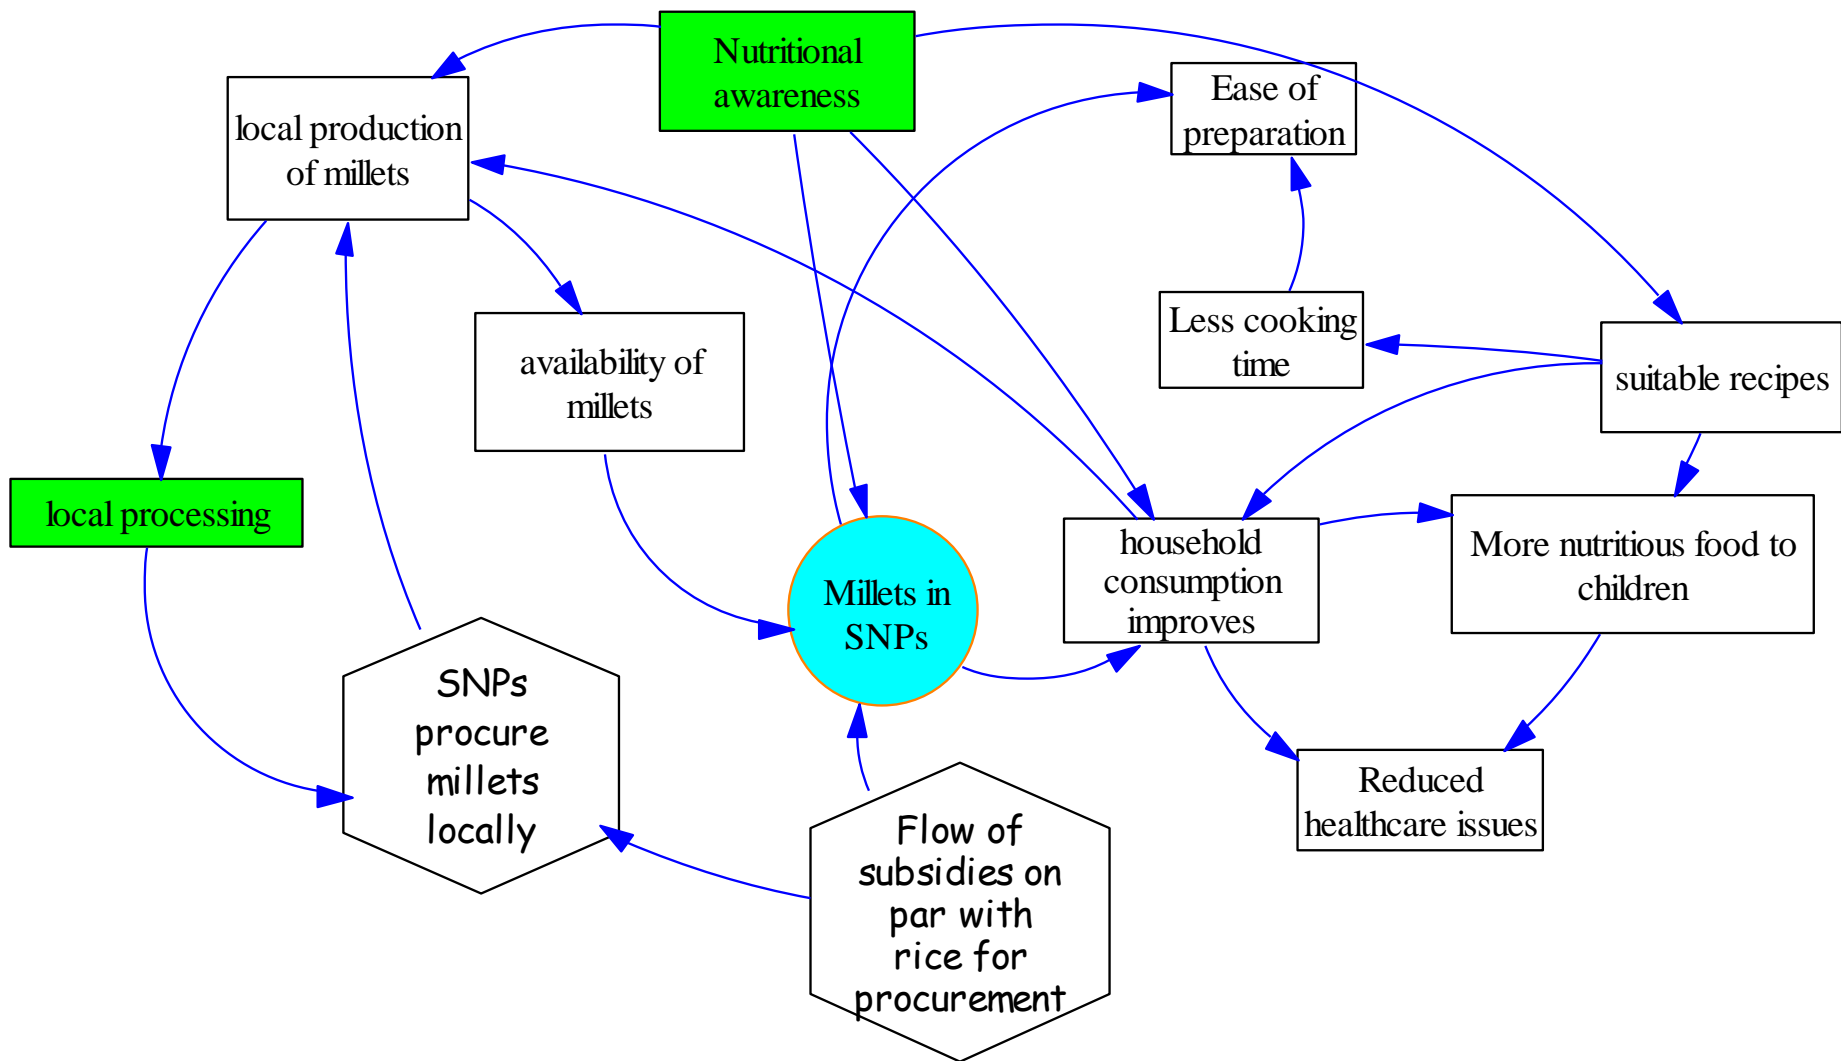 Nutritional
awareness
Ease of
preparation
local production
of millets
Less cooking
time
availability of
millets
suitable recipes
local processing
household
consumption
improves
More nutritious food to
children
Millets in
SNPs
SNPs
procure
millets
locally
Reduced
healthcare issues
Flow of
subsidies on
par with
rice for
procurement